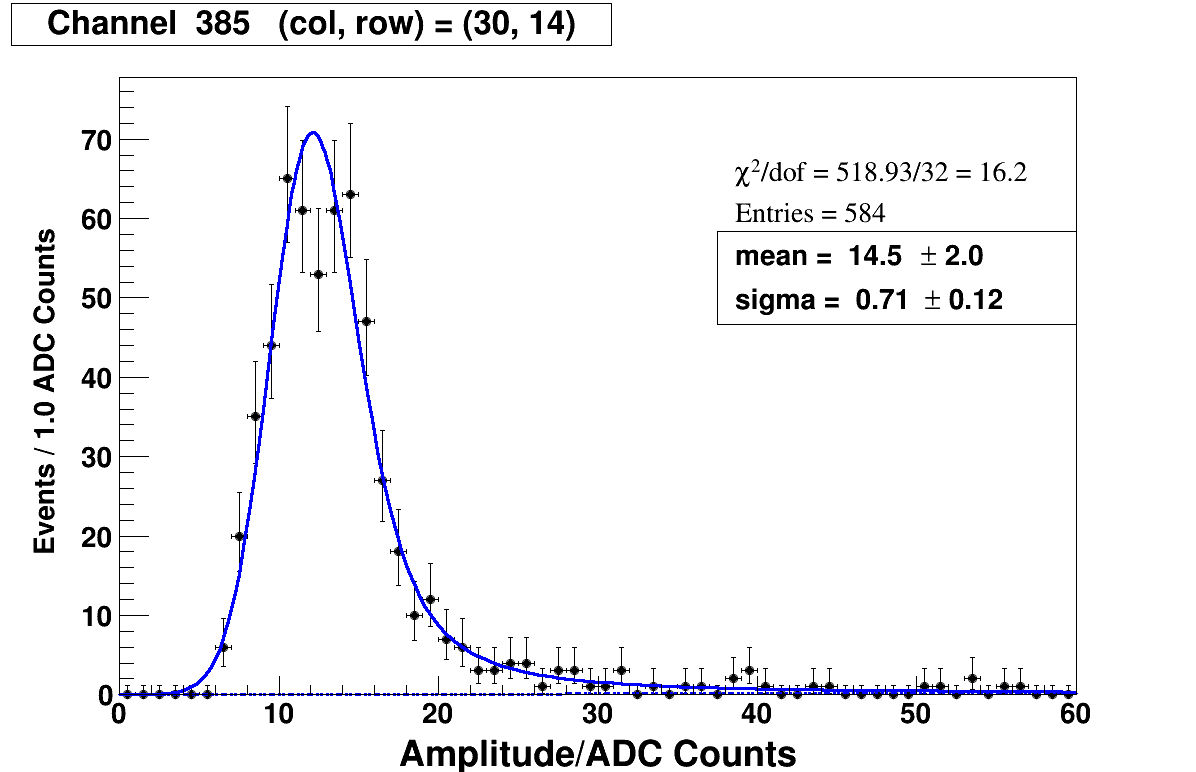 Channel 385 (col, row) = (30, 14)
χ²/dof = 518.93/32 = 16.2
Entries = 584
mean = 14.5 ± 2.0
sigma = 0.71 ± 0.12
Events / 1.0 ADC Counts
70
60
50
40
30
20
10
0
0 10 20 30 40 50 60
Amplitude/ADC Counts